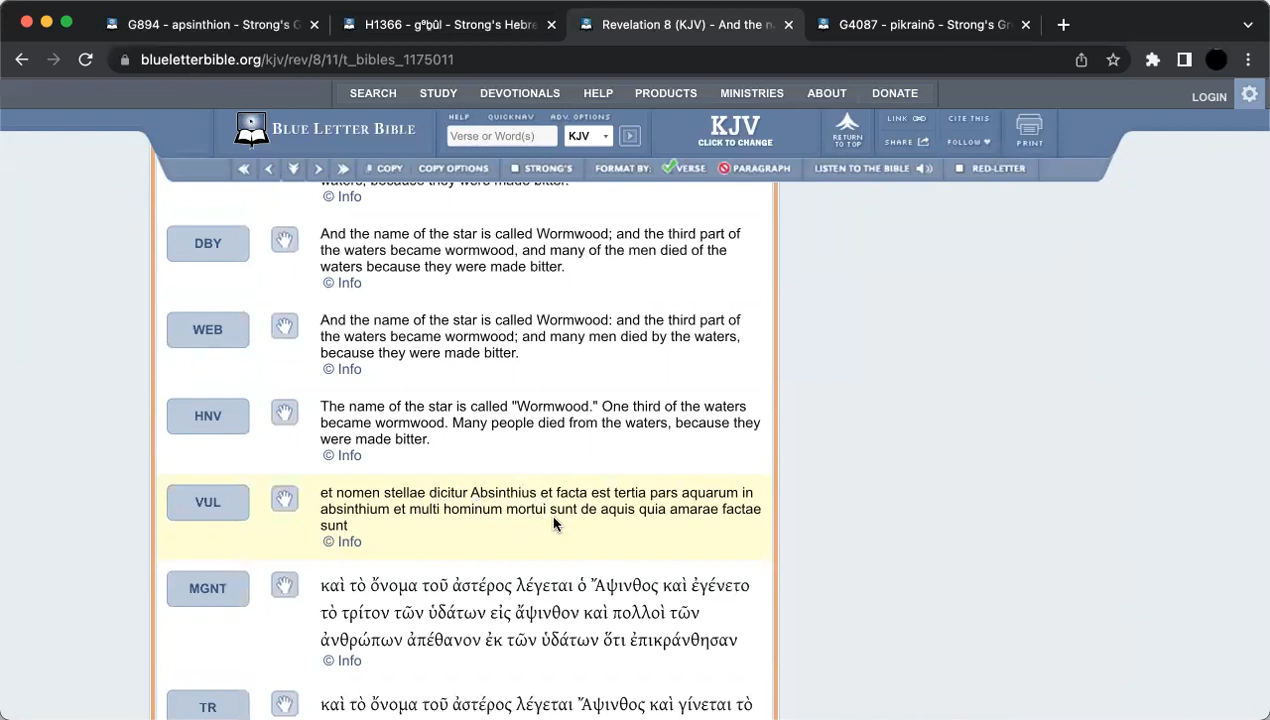 G894 - apsinthion - Strong's G
H1366 - gᵉḇûl - Strong's Hebre
Revelation 8 (KJV) - And the n
G4087 - pikrainō - Strong's Gr
blueletterbible.org/kjv/rev/8/11/t_bibles_1175011
SEARCH STUDY DEVOTIONALS HELP PRODUCTS MINISTRIES ABOUT DONATE
LOGIN
BLUE LETTER BIBLE
HELP QUICKNAV ADV. OPTIONS
Verse or Word(s) KJV
KJV
CLICK TO CHANGE
RETURN
TO TOP
LINK CITE THIS
SHARE FOLLOW
PRINT
COPY COPY OPTIONS STRONG'S FORMAT BY: VERSE PARAGRAPH LISTEN TO THE BIBLE RED-LETTER
waters, because they were made bitter.
© Info
DBY
And the name of the star is called Wormwood; and the third part of
the waters became wormwood, and many of the men died of the
waters because they were made bitter.
© Info
WEB
And the name of the star is called Wormwood: and the third part of
the waters became wormwood; and many men died by the waters,
because they were made bitter.
© Info
HNV
The name of the star is called "Wormwood." One third of the waters
became wormwood. Many people died from the waters, because they
were made bitter.
© Info
VUL
et nomen stellae dicitur Absinthius et facta est tertia pars aquarum in
absinthium et multi hominum mortui sunt de aquis quia amarae factae
sunt
© Info
MGNT
καὶ τὸ ὄνομα τοῦ ἀστέρος λέγεται ὁ Ἄψινθος καὶ ἐγένετο
τὸ τρίτον τῶν ὑδάτων εἰς ἄψινθον καὶ πολλοὶ τῶν
ἀνθρώπων ἀπέθανον ἐκ τῶν ὑδάτων ὅτι ἐπικράνθησαν
© Info
TR
καὶ τὸ ὄνομα τοῦ ἀστέρος λέγεται Ἄψινθος καὶ γίνεται τὸ